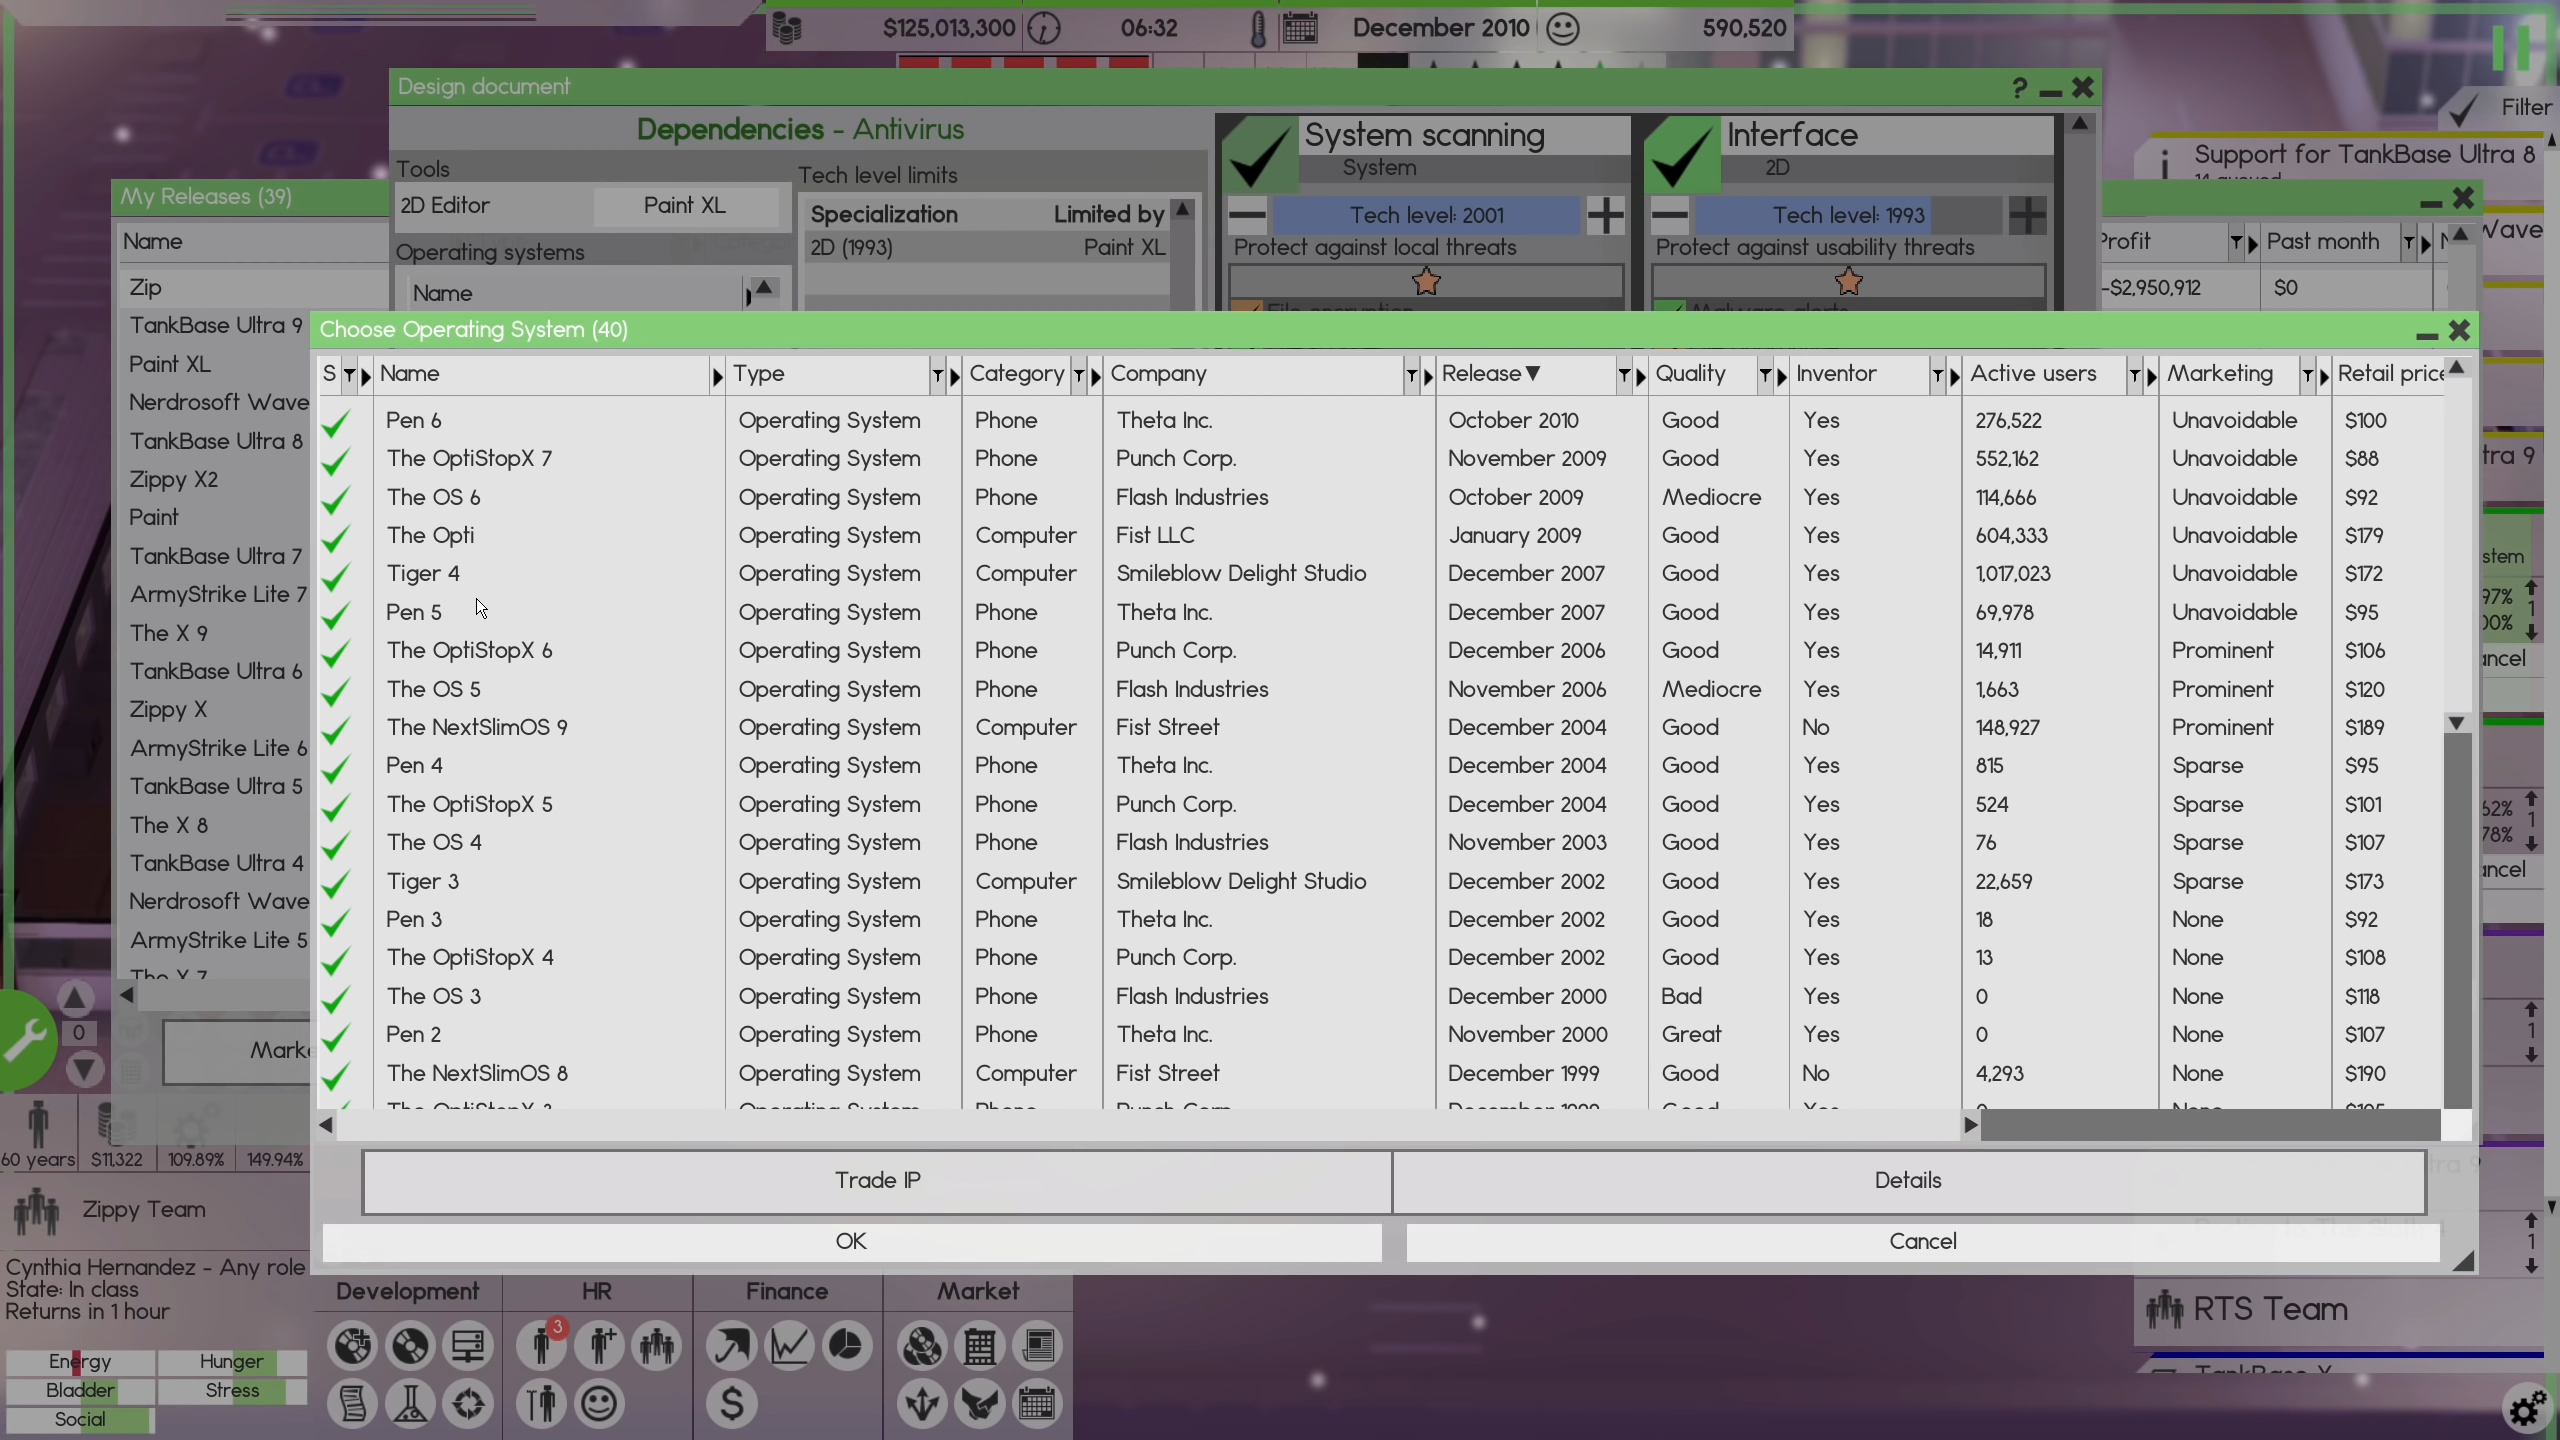 $125,013,300 06:32 December 2010 590,520
Filter
Design document ?
Dependencies - Antivirus
Tools
2D Editor Paint XL
Operating systems
Name
Tech level limits
Specialization Limited by
2D (1993) Paint XL
System scanning
System
Tech level: 2001
Protect against local threats
File encryption
Interface
2D
Tech level: 1993
Protect against usability threats
Malware alerts
Support for TankBase Ultra 8
My Releases (39)
Name
Zip
TankBase Ultra 9
Paint XL
Nerdrosoft Wave
TankBase Ultra 8
Zippy X2
Paint
TankBase Ultra 7
ArmyStrike Lite 7
The X 9
TankBase Ultra 6
Zippy X
ArmyStrike Lite 6
TankBase Ultra 5
The X 8
TankBase Ultra 4
Nerdrosoft Wave
ArmyStrike Lite 5
The X 7
Profit Past month
-$2,950,912 $0
Choose Operating System (40)
S Name Type Category Company Release Quality Inventor Active users Marketing Retail price
Pen 6 Operating System Phone Theta Inc. October 2010 Good Yes 276,522 Unavoidable $100
The OptiStopX 7 Operating System Phone Punch Corp. November 2009 Good Yes 552,162 Unavoidable $88
The OS 6 Operating System Phone Flash Industries October 2009 Mediocre Yes 114,666 Unavoidable $92
The Opti Operating System Computer Fist LLC January 2009 Good Yes 604,333 Unavoidable $179
Tiger 4 Operating System Computer Smileblow Delight Studio December 2007 Good Yes 1,017,023 Unavoidable $172
Pen 5 Operating System Phone Theta Inc. December 2007 Good Yes 69,978 Unavoidable $95
The OptiStopX 6 Operating System Phone Punch Corp. December 2006 Good Yes 14,911 Prominent $106
The OS 5 Operating System Phone Flash Industries November 2006 Mediocre Yes 1,663 Prominent $120
The NextSlimOS 9 Operating System Computer Fist Street December 2004 Good No 148,927 Prominent $189
Pen 4 Operating System Phone Theta Inc. December 2004 Good Yes 815 Sparse $95
The OptiStopX 5 Operating System Phone Punch Corp. December 2004 Good Yes 524 Sparse $101
The OS 4 Operating System Phone Flash Industries November 2003 Good Yes 76 Sparse $107
Tiger 3 Operating System Computer Smileblow Delight Studio December 2002 Good Yes 22,659 Sparse $173
Pen 3 Operating System Phone Theta Inc. December 2002 Good Yes 18 None $92
The OptiStopX 4 Operating System Phone Punch Corp. December 2002 Good Yes 13 None $108
The OS 3 Operating System Phone Flash Industries December 2000 Bad Yes 0 None $118
Pen 2 Operating System Phone Theta Inc. November 2000 Great Yes 0 None $107
The NextSlimOS 8 Operating System Computer Fist Street December 1999 Good No 4,293 None $190
Trade IP Details
OK Cancel
0
60 years $11,322 109.89% 149.94%
Zippy Team
Cynthia Hernandez - Any role
State: In class
Returns in 1 hour
Energy Hunger
Bladder Stress
Social
Development HR Finance Market
3
RTS Team
TankBase X